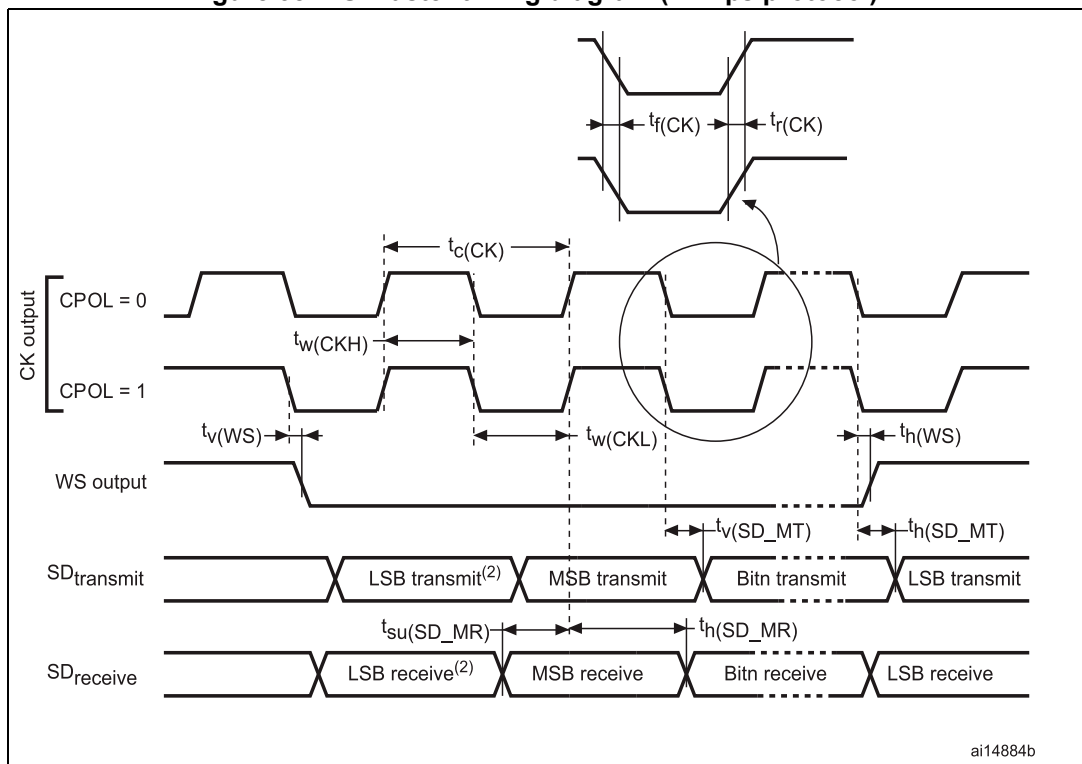 tf(CK)
tr(CK)
tc(CK)
CK output
CPOL = 0
tw(CKH)
CPOL = 1
tv(WS)
tw(CKL)
th(WS)
WS output
tv(SD_MT)
th(SD_MT)
SDtransmit
LSB transmit(2)
MSB transmit
Bitn transmit
LSB transmit
tsu(SD_MR)
th(SD_MR)
SDreceive
LSB receive(2)
MSB receive
Bitn receive
LSB receive
ai14884b